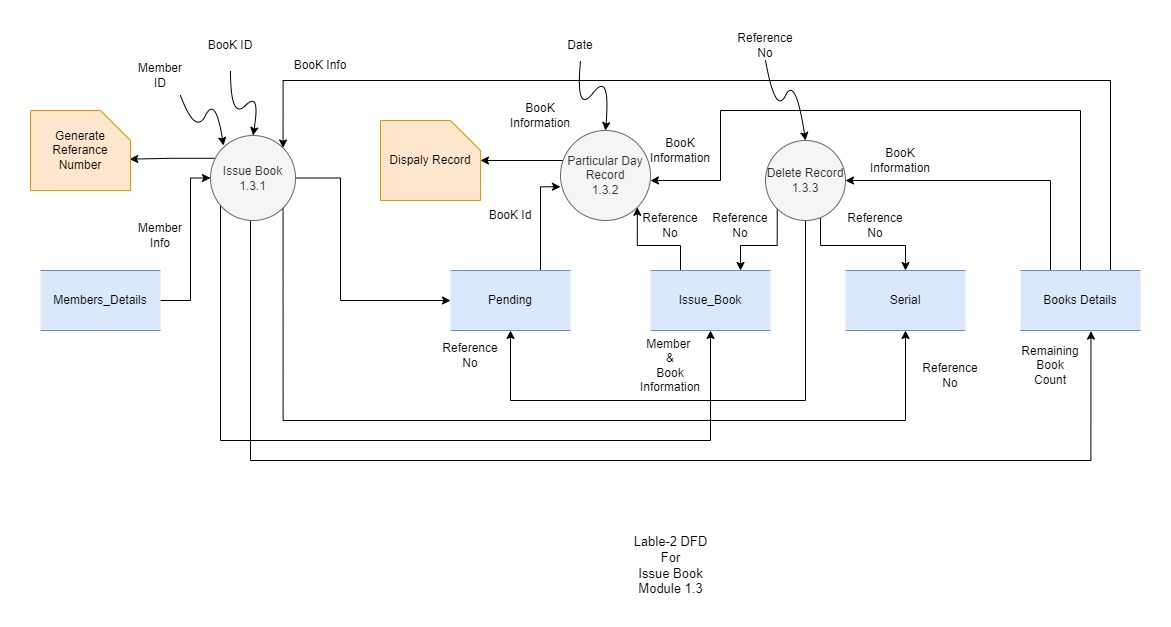 BooK ID
Date
Reference
No
Member
ID
BooK Info
BooK
Information
Generate
Referance
Number
Dispaly Record
Issue Book
1.3.1
Particular Day
Record
1.3.2
BooK
Information
Delete Record
1.3.3
BooK
Information
Member
Info
BooK Id
Reference
No
Reference
No
Reference
No
Members_Details
Pending
Issue_Book
Serial
Books Details
Reference
No
Member
&
Book
Information
Reference
No
Remaining
Book
Count
Lable-2 DFD
For
Issue Book
Module 1.3